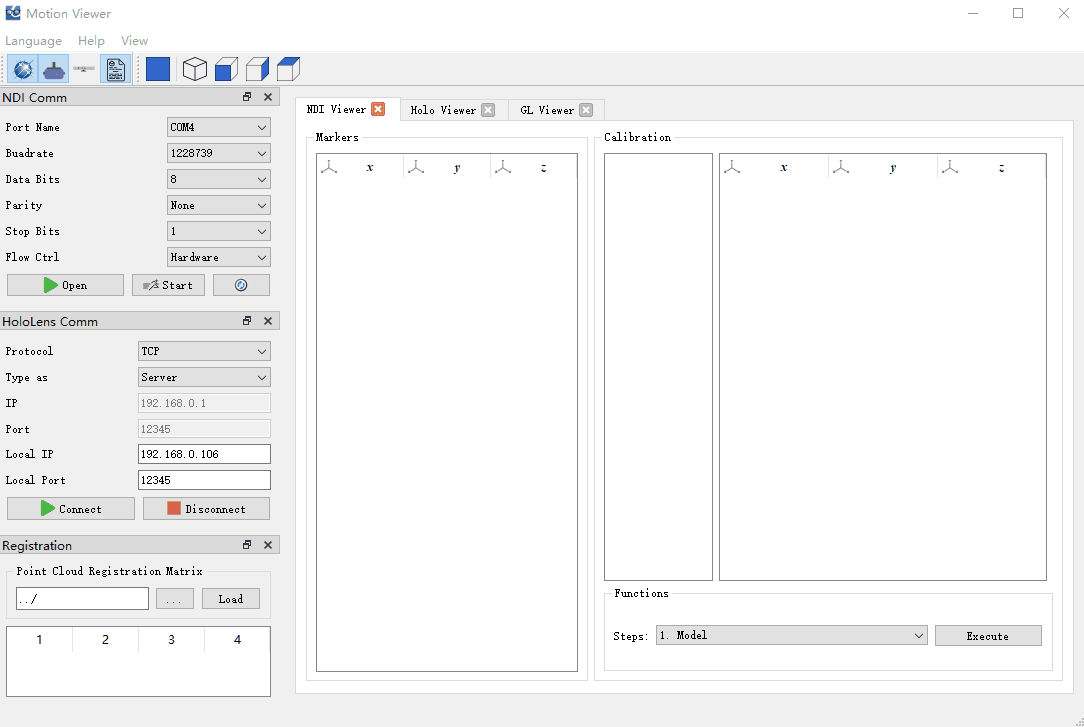 Motion Viewer
Language Help View
NDI Comm
Port Name COM4
Buadrate 1228739
Data Bits 8
Parity None
Stop Bits 1
Flow Ctrl Hardware
Open Start
HoloLens Comm
Protocol TCP
Type as Server
IP 192.168.0.1
Port 12345
Local IP 192.168.0.106
Local Port 12345
Connect Disconnect
Registration
Point Cloud Registration Matrix
../ ... Load
1 2 3 4
NDI Viewer Holo Viewer GL Viewer
Markers
x y z
Calibration
x y z
Functions
Steps: 1. Model Execute